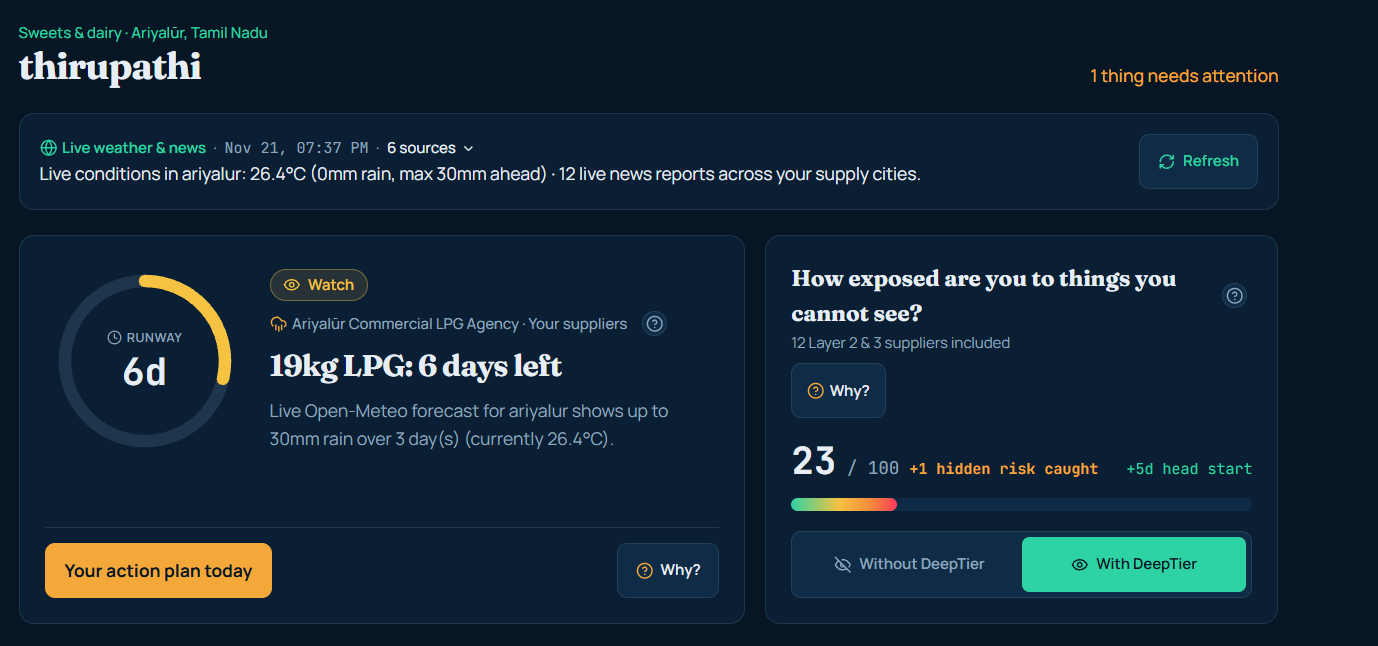 Sweets & dairy · Ariyalūr, Tamil Nadu
thirupathi
1 thing needs attention
Live weather & news · Nov 21, 07:37 PM · 6 sources
Live conditions in ariyalur: 26.4°C (0mm rain, max 30mm ahead) · 12 live news reports across your supply cities.
Refresh
RUNWAY
6d
Watch
Ariyalūr Commercial LPG Agency · Your suppliers
19kg LPG: 6 days left
Live Open-Meteo forecast for ariyalur shows up to
30mm rain over 3 day(s) (currently 26.4°C).
Your action plan today
Why?
How exposed are you to things you
cannot see?
12 Layer 2 & 3 suppliers included
Why?
23 / 100 +1 hidden risk caught +5d head start
Without DeepTier
With DeepTier